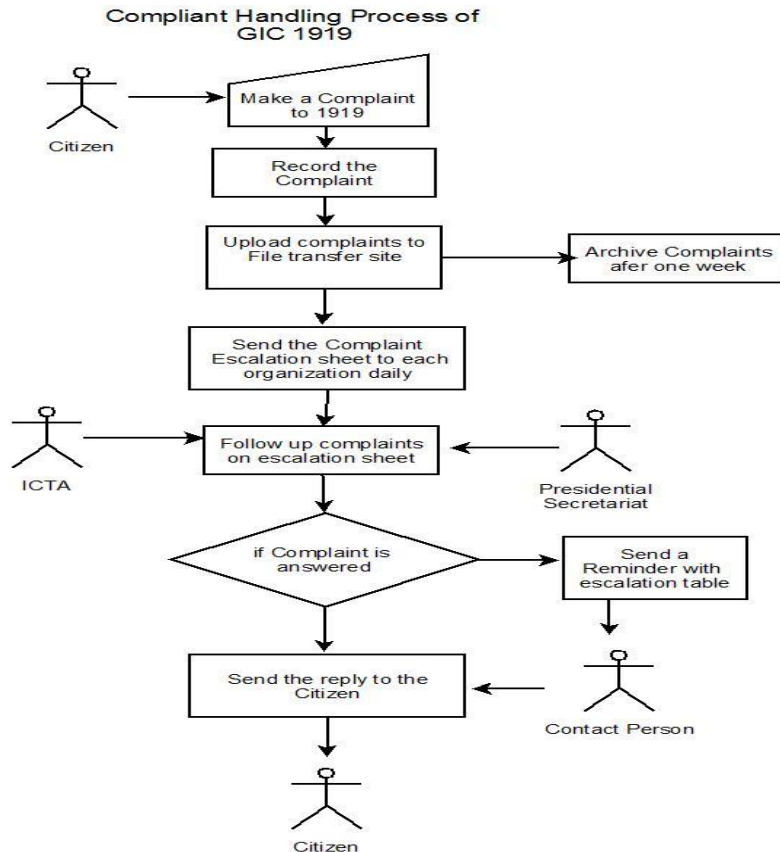 Compliant Handling Process of
GIC 1919
Make a Complaint
to 1919
Citizen
Record the
Complaint
Upload complaints to
File transfer site
Archive Complaints
afer one week
Send the Complaint
Escalation sheet to each
organization daily
Follow up complaints
on escalation sheet
ICTA
Presidential
Secretariat
if Complaint is
answered
Send a
Reminder with
escalation table
Send the reply to the
Citizen
Contact Person
Citizen